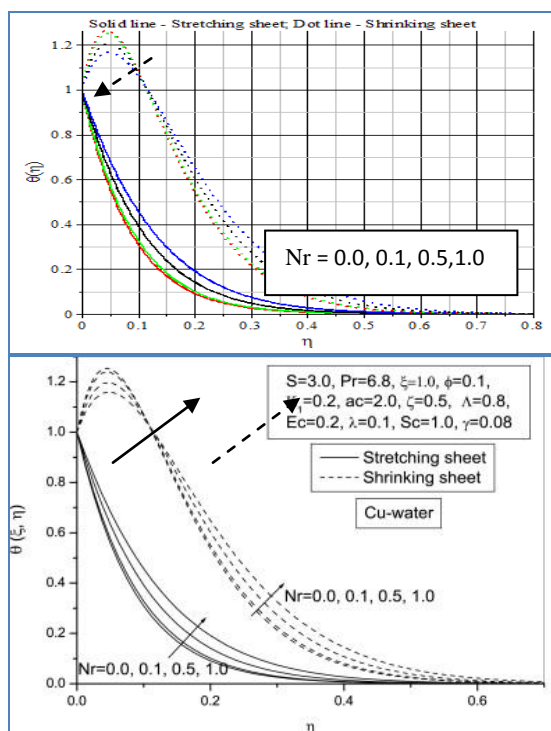 Solid line - Stretching sheet; Dot line - Shrinking sheet
1.2
1
0.8
0.6
0.4
0.2
0
θ(η)
Nr = 0.0, 0.1, 0.5,1.0
0 0.1 0.2 0.3 0.4 0.5 0.6 0.7 0.8
η
1.2
1.0
0.8
0.6
0.4
0.2
0.0
θ (ξ, η)
S=3.0, Pr=6.8, ξ=1.0, ϕ=0.1,
=0.2, ac=2.0, ζ=0.5, Λ=0.8,
Ec=0.2, λ=0.1, Sc=1.0, γ=0.08
Stretching sheet
Shrinking sheet
Cu-water
Nr=0.0, 0.1, 0.5, 1.0
Nr=0.0, 0.1, 0.5, 1.0
0.0 0.2 0.4 0.6
η